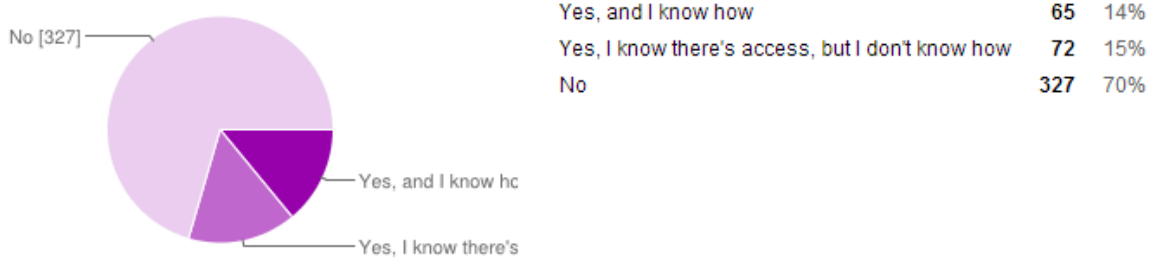 No [327]
Yes, and I know hc
Yes, I know there's
Yes, and I know how 65 14%
Yes, I know there's access, but I don't know how 72 15%
No 327 70%